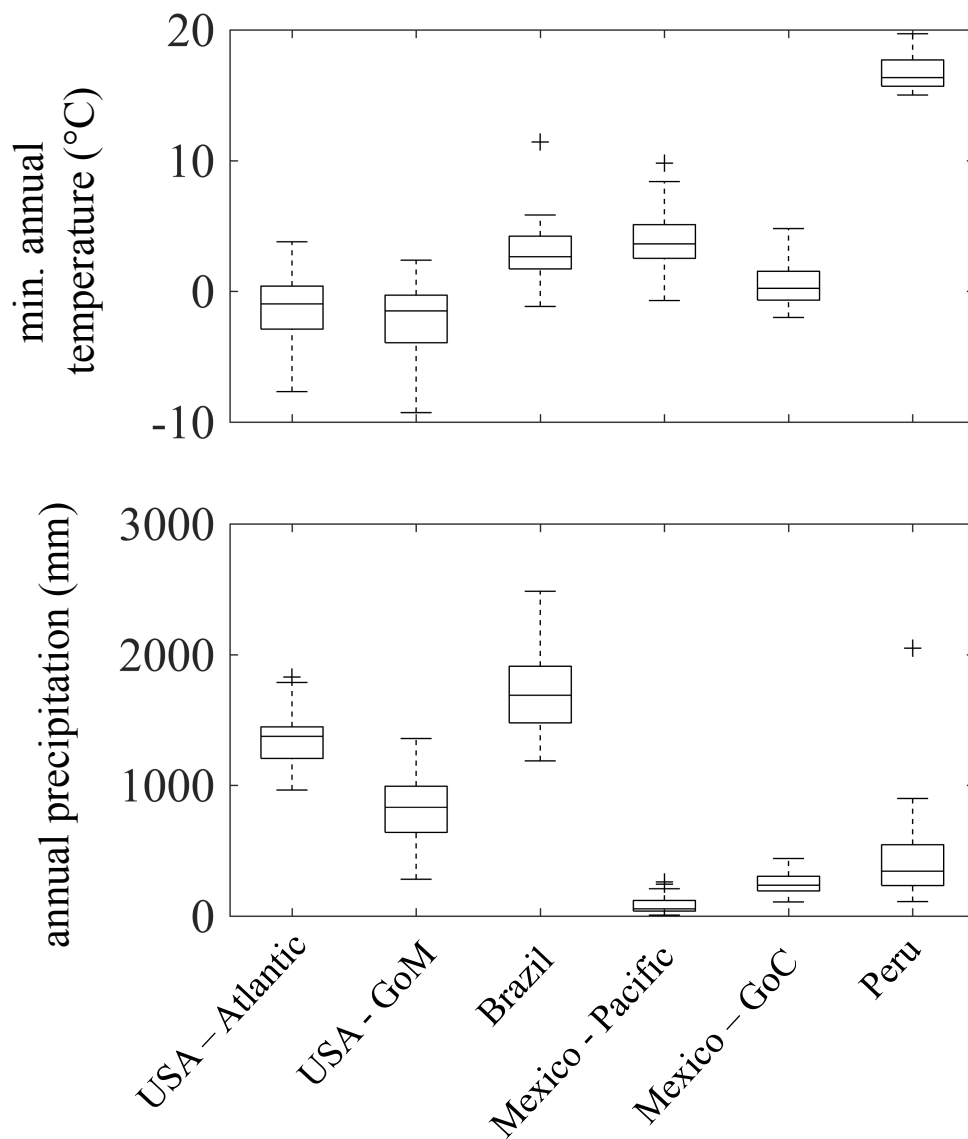 min. annual
temperature (°C)
20
10
0
-10
annual precipitation (mm)
3000
2000
1000
0
USA – Atlantic
USA - GoM
Brazil
Mexico - Pacific
Mexico – GoC
Peru